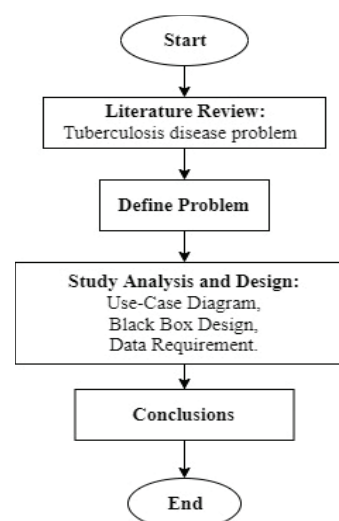 Start
Literature Review:
Tuberculosis disease problem
Define Problem
Study Analysis and Design:
Use-Case Diagram,
Black Box Design,
Data Requirement.
Conclusions
End